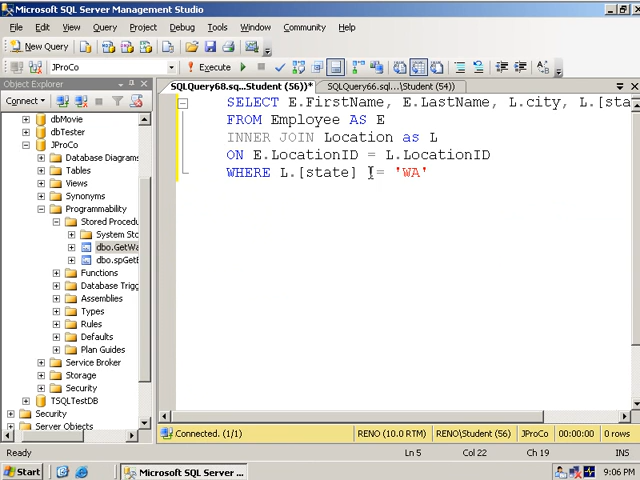 Microsoft SQL Server Management Studio
File Edit View Query Project Debug Tools Window Community Help
New Query
JProCo Execute
Object Explorer
SQLQuery68.sq...Student (56))* SQLQuery66.sql...\Student (54))
Connect
dbMovie
dbTester
JProCo
Database Diagrams
Tables
Views
Synonyms
Programmability
Stored Procedu
System Sto
dbo.GetWa
dbo.spGetE
Functions
Database Trigg
Assemblies
Types
Rules
Defaults
Plan Guides
Service Broker
Storage
Security
TSQLTestDB
Security
Server Objects
SELECT E.FirstName, E.LastName, L.city, L.[sta
FROM Employee AS E
INNER JOIN Location as L
ON E.LocationID = L.LocationID
WHERE L.[state] != 'WA'
Connected. (1/1) RENO (10.0 RTM) RENO\Student (56) JProCo 00:00:00 0 rows
Ready Ln 5 Col 22 Ch 19 INS
Start Microsoft SQL Server ... 9:06 PM